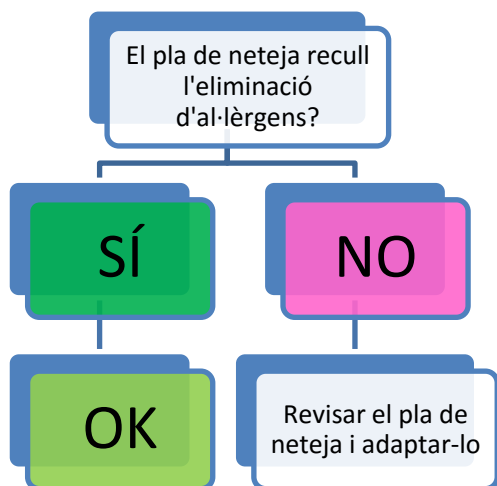 El pla de neteja recull
l'eliminació
d'al·lèrgens?
SÍ
NO
OK
Revisar el pla de
neteja i adaptar-lo